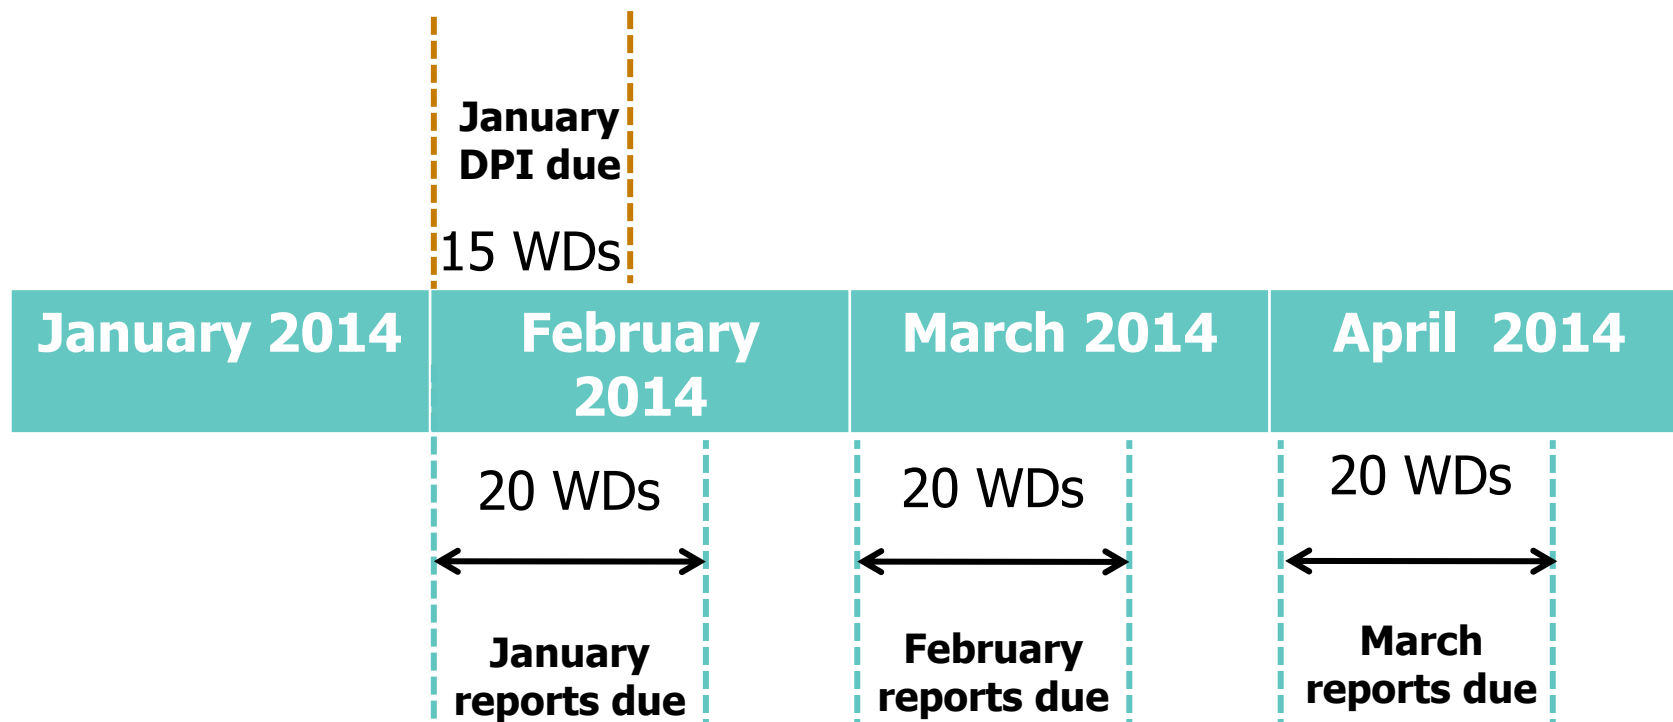 January
DPI due
15 WDs
January 2014
February
2014
March 2014
April 2014
20 WDs
20 WDs
20 WDs
January
reports due
February
reports due
March
reports due